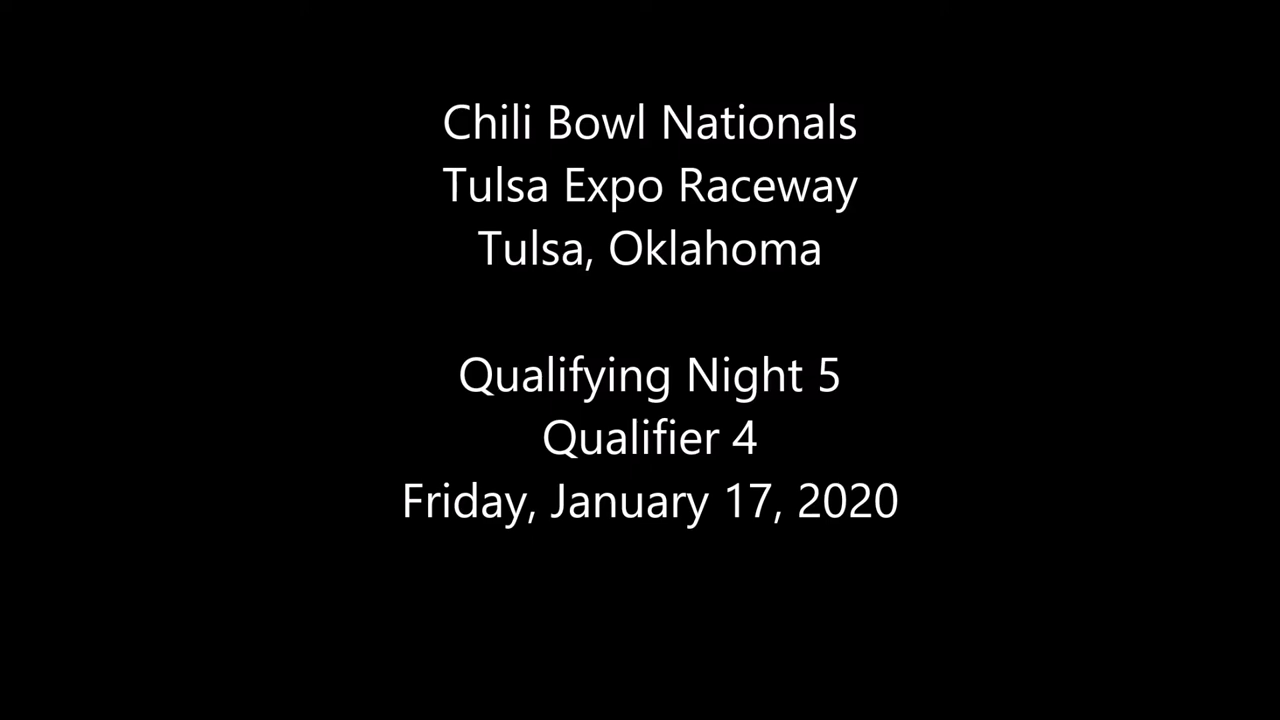 Chili Bowl Nationals
Tulsa Expo Raceway
Tulsa, Oklahoma
Qualifying Night 5
Qualifier 4
Friday, January 17, 2020